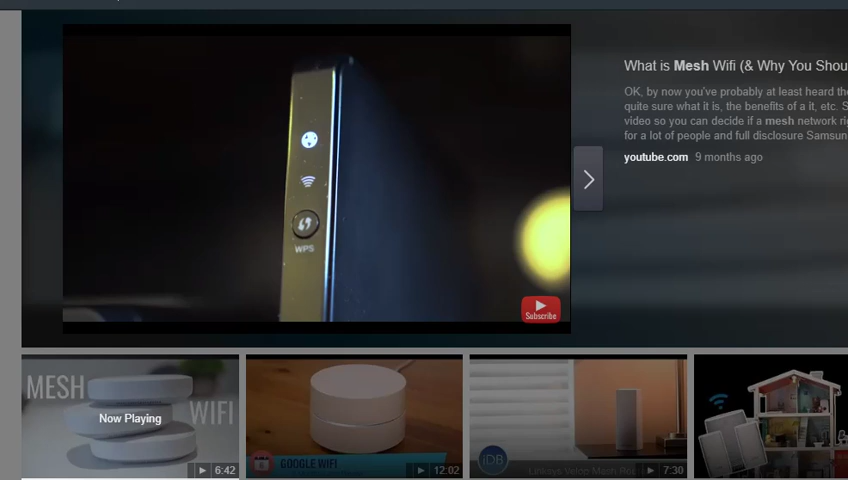 What is Mesh Wifi (& Why You Shou
OK, by now you've probably at least heard the
quite sure what it is, the benefits of a it, etc. S
video so you can decide if a mesh network rig
for a lot of people and full disclosure Samsun
youtube.com 9 months ago
WPS
Subscribe
MESH
WIFI
Now Playing
6:42
GOOGLE WIFI
12:02
iDB
Linksys Velop Mesh Rou
7:30